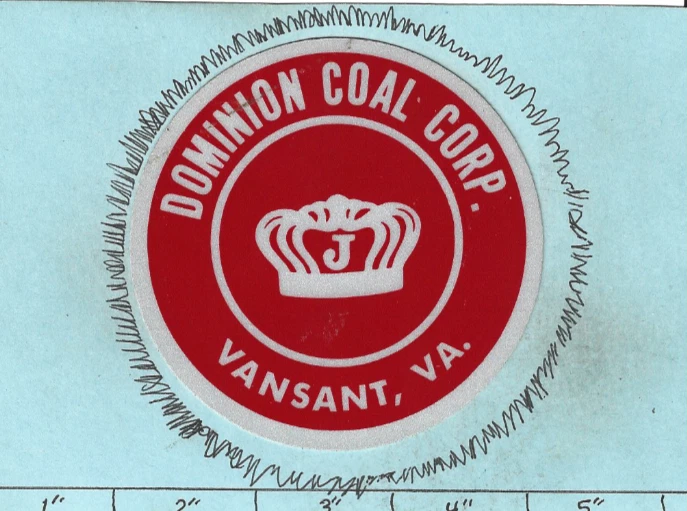 DOMINION COAL CORP.
J
VANSANT, VA.
1" 2" 3" 4" 5"